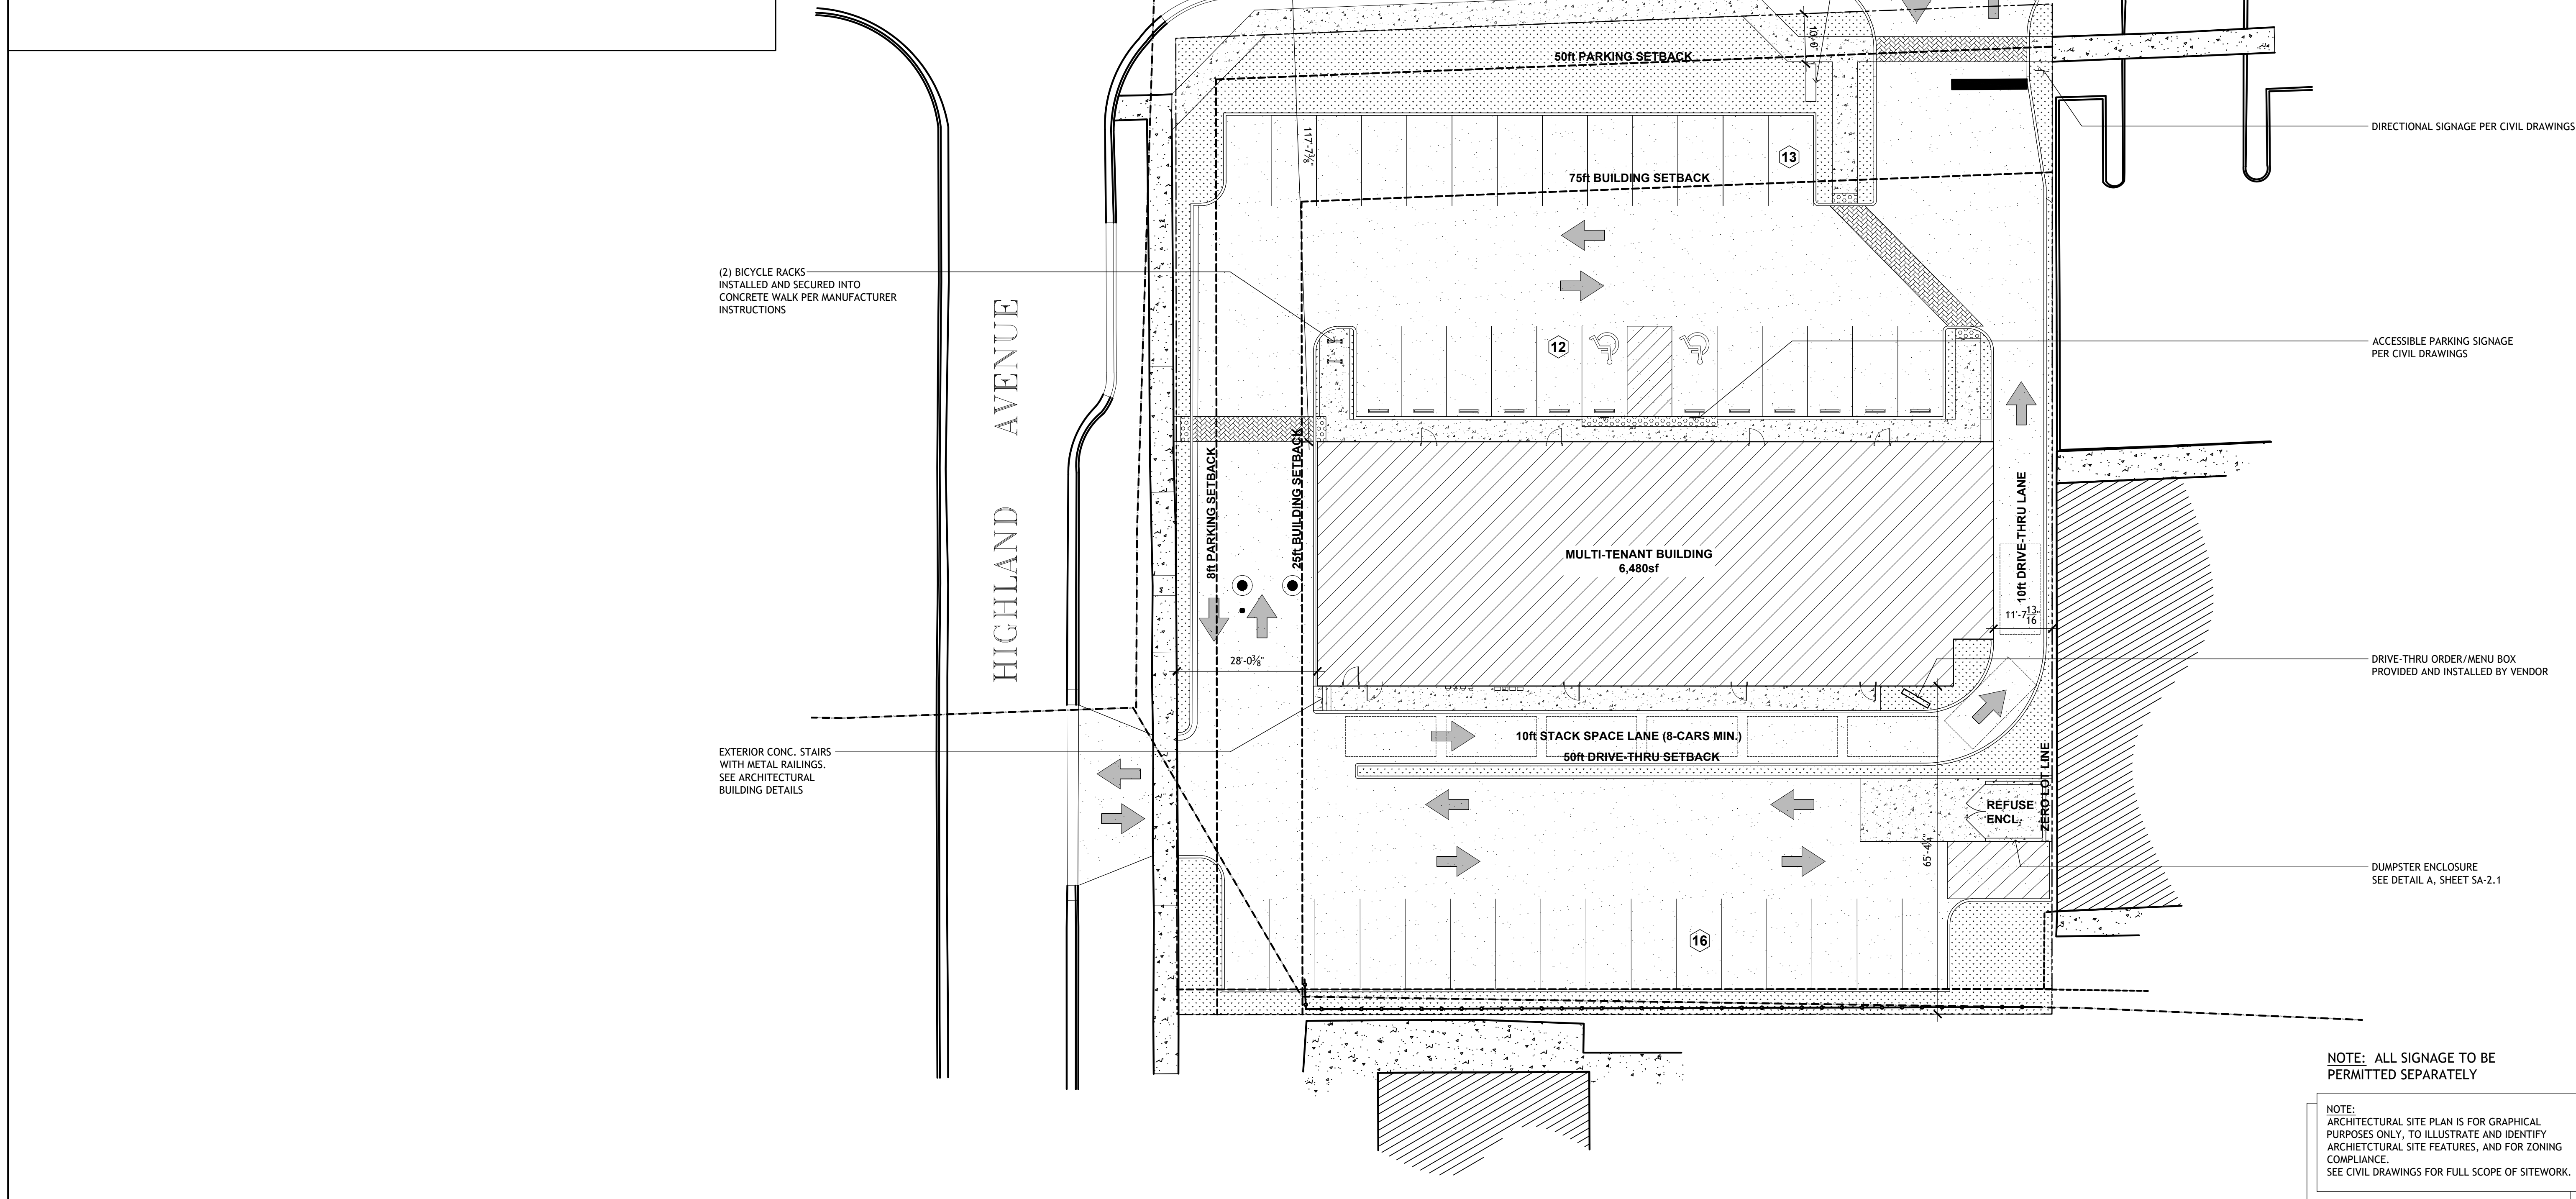 10'-0"
50ft PARKING SETBACK
DIRECTIONAL SIGNAGE PER CIVIL DRAWINGS
117'-7 3/8"
13
75ft BUILDING SETBACK
(2) BICYCLE RACKS
INSTALLED AND SECURED INTO
CONCRETE WALK PER MANUFACTURER
INSTRUCTIONS
HIGHLAND AVENUE
12
ACCESSIBLE PARKING SIGNAGE
PER CIVIL DRAWINGS
8ft PARKING SETBACK
25ft BUILDING SETBACK
MULTI-TENANT BUILDING
6,480sf
10ft DRIVE-THRU LANE
11'-7 13/16"
28'-0 3/8"
DRIVE-THRU ORDER/MENU BOX
PROVIDED AND INSTALLED BY VENDOR
EXTERIOR CONC. STAIRS
WITH METAL RAILINGS.
SEE ARCHITECTURAL
BUILDING DETAILS
10ft STACK SPACE LANE (8-CARS MIN.)
50ft DRIVE-THRU SETBACK
ZERO LOT LINE
REFUSE
ENCL.
65'-4 1/4"
DUMPSTER ENCLOSURE
SEE DETAIL A, SHEET SA-2.1
16
NOTE: ALL SIGNAGE TO BE
PERMITTED SEPARATELY
NOTE:
ARCHITECTURAL SITE PLAN IS FOR GRAPHICAL
PURPOSES ONLY, TO ILLUSTRATE AND IDENTIFY
ARCHIETCTURAL SITE FEATURES, AND FOR ZONING
COMPLIANCE.
SEE CIVIL DRAWINGS FOR FULL SCOPE OF SITEWORK.